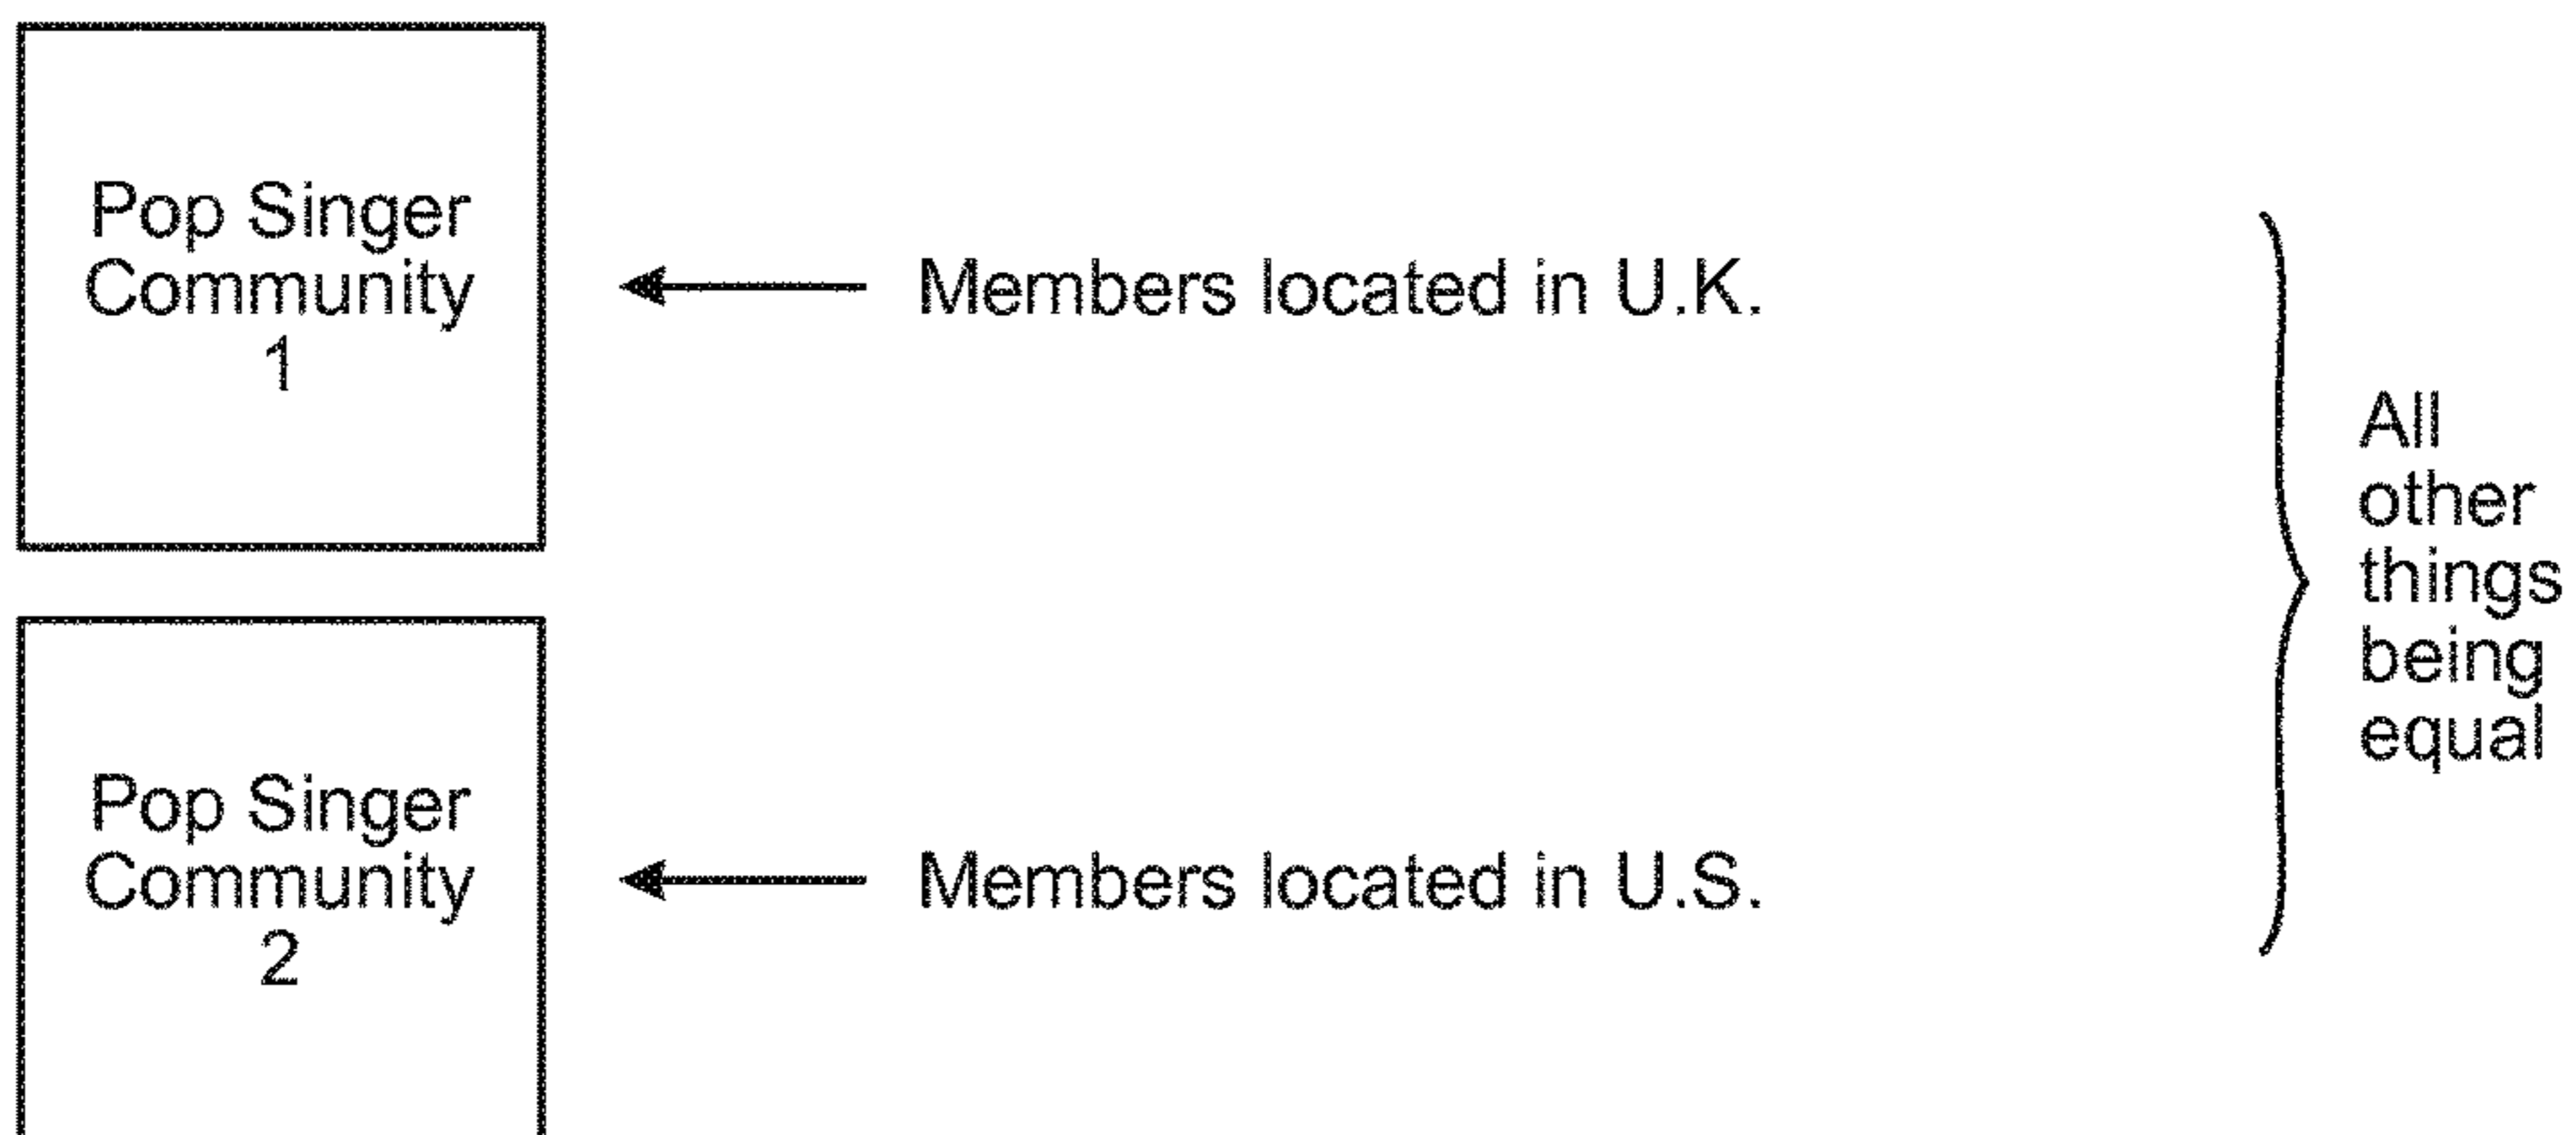 Pop Singer
Community
1
Members located in U.K.
Pop Singer
Community
2
Members located in U.S.
All
other
things
being
equal